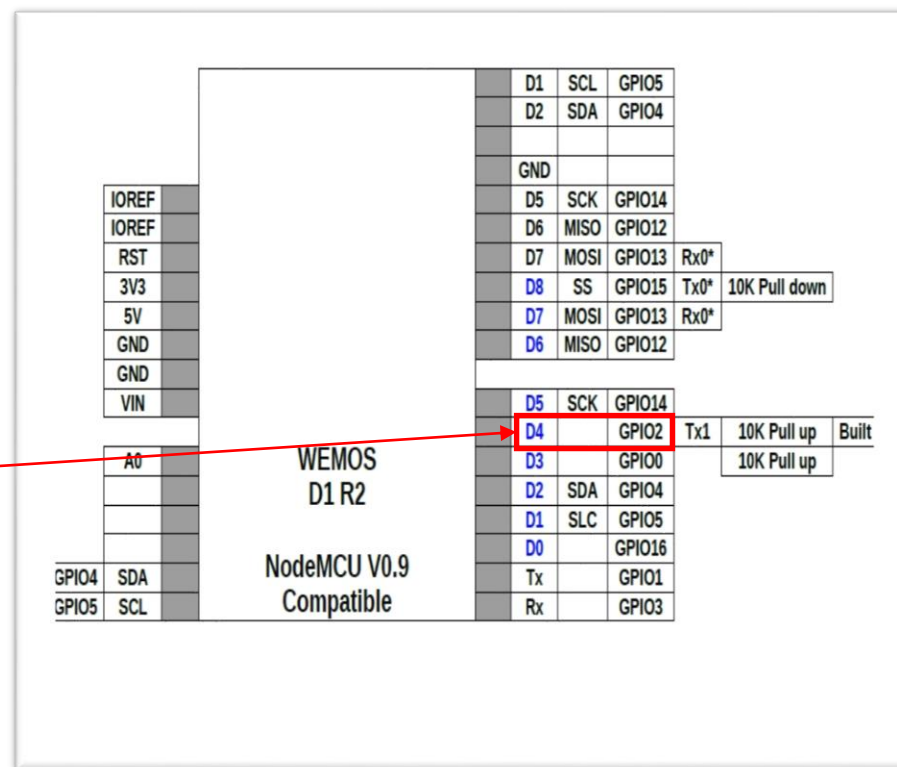 D1 SCL GPIO5
D2 SDA GPIO4
GND
IOREF D5 SCK GPIO14
IOREF D6 MISO GPIO12
RST D7 MOSI GPIO13 Rx0*
3V3 D8 SS GPIO15 Tx0* 10K Pull down
5V D7 MOSI GPIO13 Rx0*
GND D6 MISO GPIO12
GND
VIN D5 SCK GPIO14
D4 GPIO2 Tx1 10K Pull up Built
A0 WEMOS D3 GPIO0 10K Pull up
D1 R2 D2 SDA GPIO4
D1 SLC GPIO5
D0 GPIO16
GPIO4 SDA NodeMCU V0.9 Tx GPIO1
GPIO5 SCL Compatible Rx GPIO3